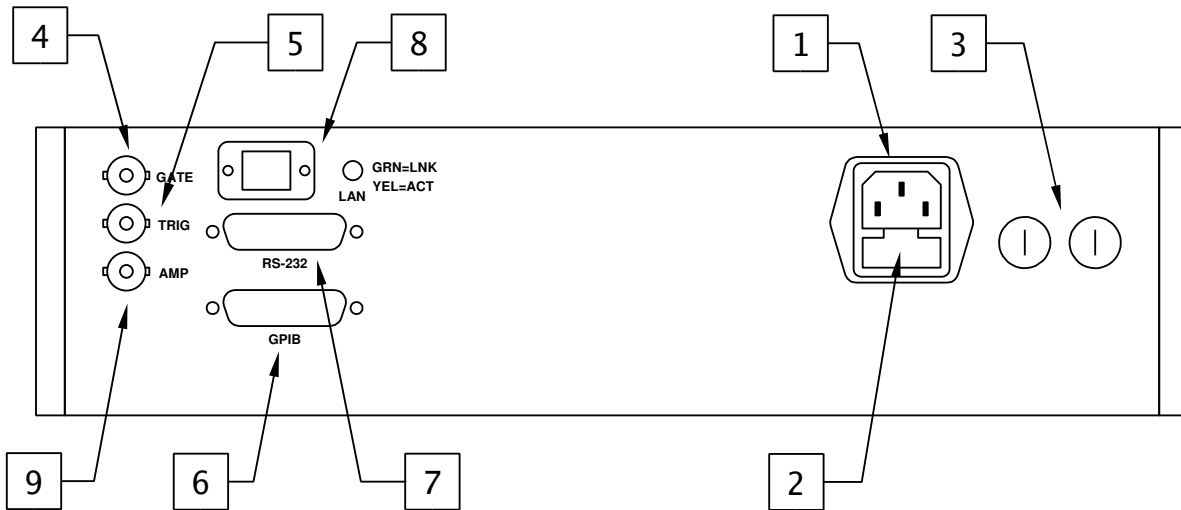 4
5
8
1
3
GATE
GRN=LNK
YEL=ACT
LAN
TRIG
RS-232
AMP
GPIB
9
6
7
2